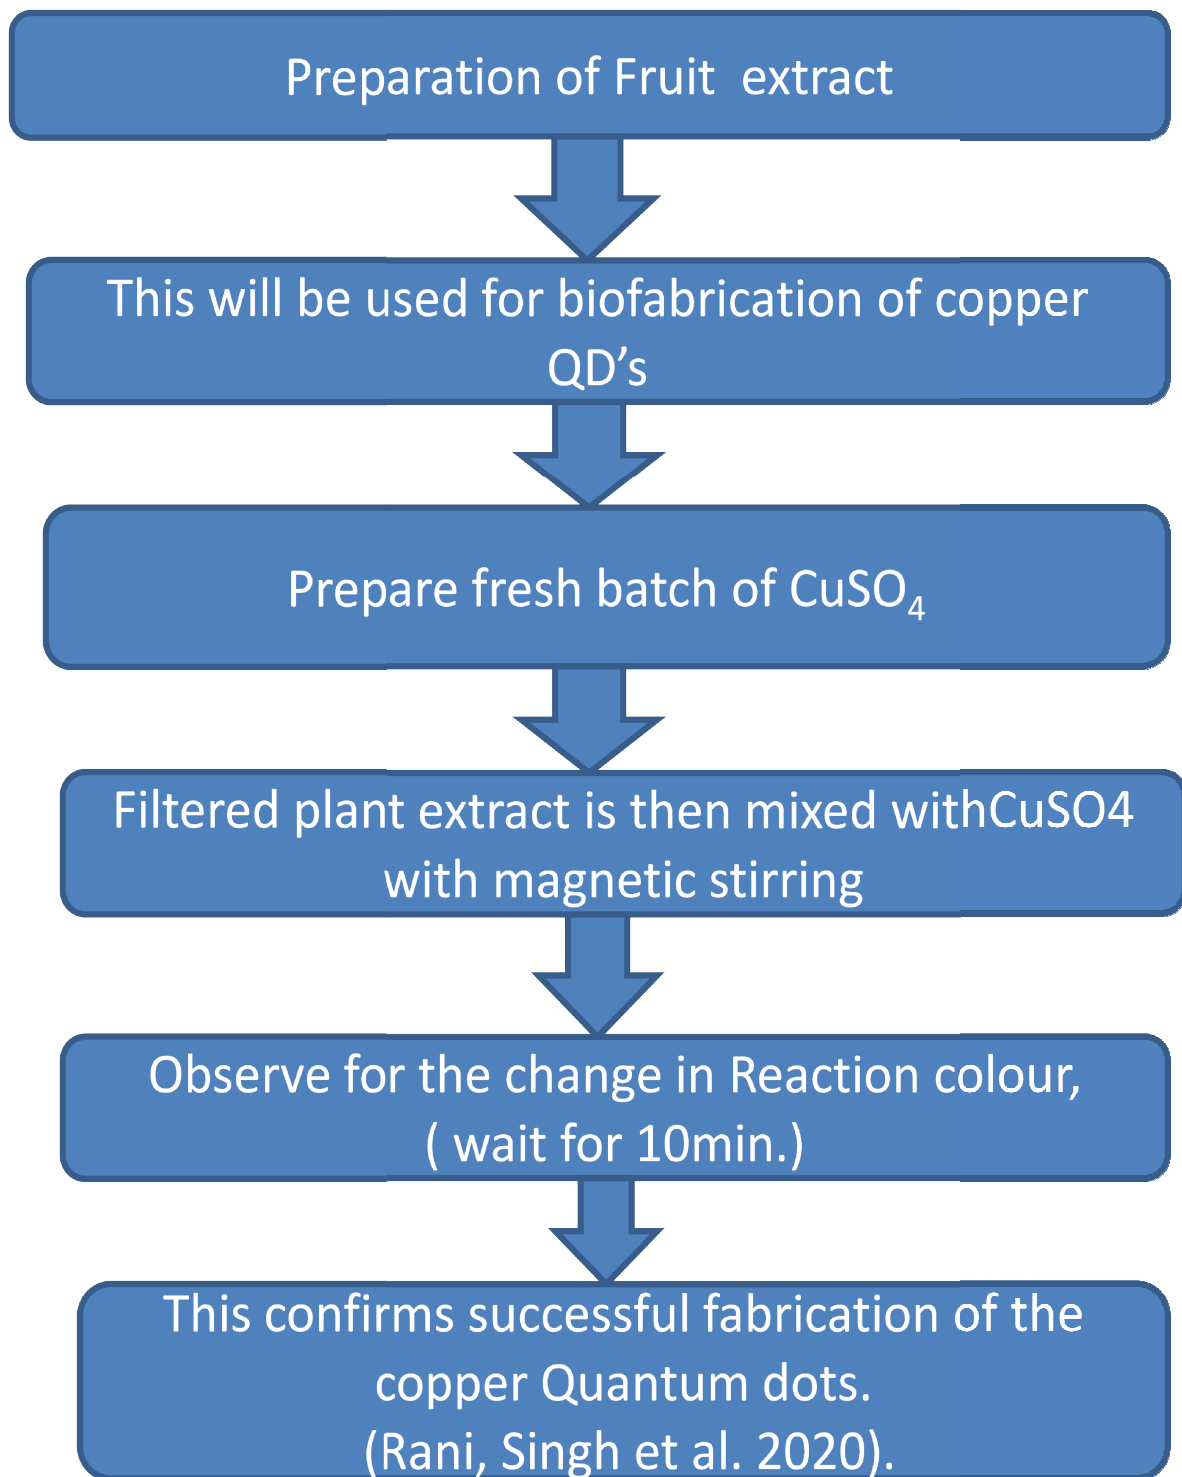 Preparation of Fruit  extract
This will be used for biofabrication of copper
QD’s
Prepare fresh batch of CuSO₄
Filtered plant extract is then mixed withCuSO4
with magnetic stirring
Observe for the change in Reaction colour,
( wait for 10min.)
This confirms successful fabrication of the
copper Quantum dots.
(Rani, Singh et al. 2020).